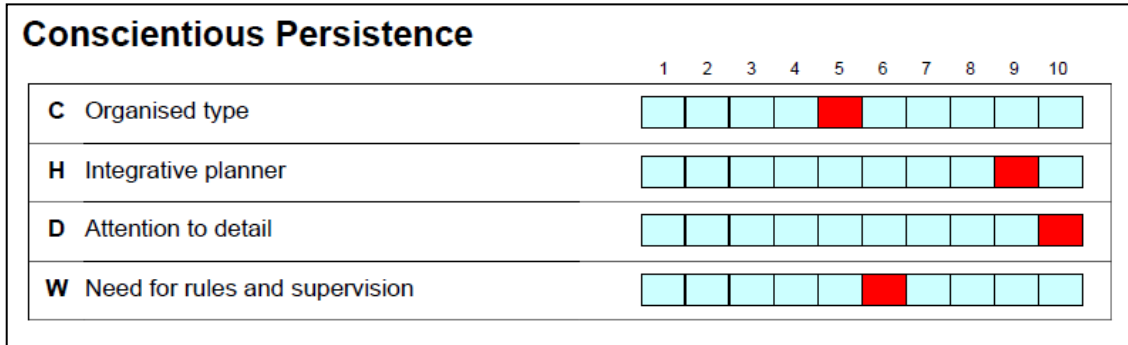 Conscientious Persistence
1 2 3 4 5 6 7 8 9 10
C Organised type
H Integrative planner
D Attention to detail
W Need for rules and supervision